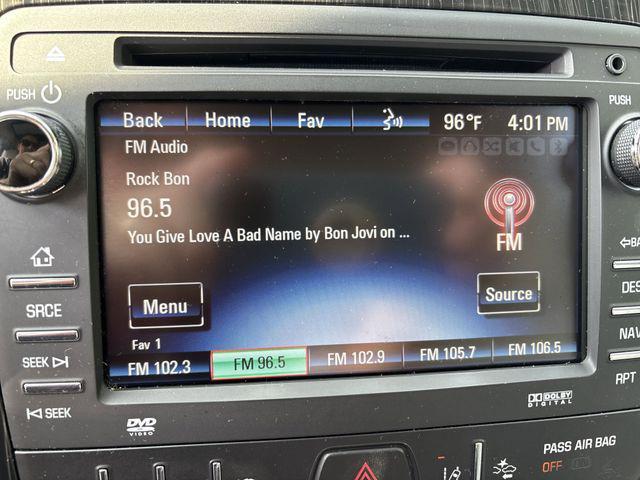 PUSH
PUSH
Back Home Fav 96°F 4:01 PM
FM Audio
Rock Bon
96.5
You Give Love A Bad Name by Bon Jovi on ...
FM
Menu Source
Fav 1
FM 102.3 FM 96.5 FM 102.9 FM 105.7 FM 106.5
SRCE
SEEK
SEEK
BA
DES
NAV
RPT
DVD
VIDEO
DOLBY
DIGITAL
PASS AIR BAG
OFF